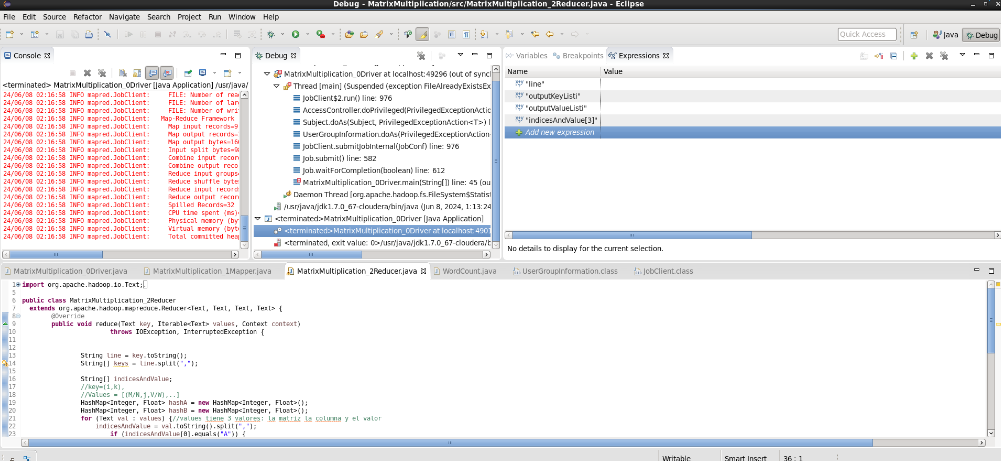 Debug - MatrixMultiplication/src/MatrixMultiplication_2Reducer.java - Eclipse
File Edit Source Refactor Navigate Search Project Run Window Help
Quick Access
Java
Debug
Console
<terminated> MatrixMultiplication_0Driver [Java Application] /usr/java/
24/06/08 02:16:58 INFO mapred.JobClient: FILE: Number of rea
24/06/08 02:16:58 INFO mapred.JobClient: FILE: Number of lar
24/06/08 02:16:58 INFO mapred.JobClient: FILE: Number of wri
24/06/08 02:16:58 INFO mapred.JobClient: Map-Reduce Framework
24/06/08 02:16:58 INFO mapred.JobClient: Map input records=9
24/06/08 02:16:58 INFO mapred.JobClient: Map output records=
24/06/08 02:16:58 INFO mapred.JobClient: Map output bytes=16
24/06/08 02:16:58 INFO mapred.JobClient: Input split bytes=9
24/06/08 02:16:58 INFO mapred.JobClient: Combine input recor
24/06/08 02:16:58 INFO mapred.JobClient: Combine output reco
24/06/08 02:16:58 INFO mapred.JobClient: Reduce input groups
24/06/08 02:16:58 INFO mapred.JobClient: Reduce shuffle byte
24/06/08 02:16:58 INFO mapred.JobClient: Reduce input record
24/06/08 02:16:58 INFO mapred.JobClient: Reduce output recor
24/06/08 02:16:58 INFO mapred.JobClient: Spilled Records=32
24/06/08 02:16:58 INFO mapred.JobClient: CPU time spent (ms)
24/06/08 02:16:58 INFO mapred.JobClient: Physical memory (byt
24/06/08 02:16:58 INFO mapred.JobClient: Virtual memory (byte
24/06/08 02:16:58 INFO mapred.JobClient: Total committed heap
Debug
MatrixMultiplication_0Driver at localhost:49296 (out of sync
Thread [main] (Suspended (exception FileAlreadyExistsEx
JobClient$2.run() line: 976
AccessController.doPrivileged(PrivilegedExceptionActio
Subject.doAs(Subject, PrivilegedExceptionAction<T>) l
UserGroupInformation.doAs(PrivilegedExceptionAction
JobClient.submitJobInternal(JobConf) line: 976
Job.submit() line: 582
Job.waitForCompletion(boolean) line: 612
MatrixMultiplication_0Driver.main(String[]) line: 45 (ou
Daemon Thread [org.apache.hadoop.fs.FileSystem$Statist
/usr/java/jdk1.7.0_67-cloudera/bin/java (Jun 8, 2024, 1:13:24
<terminated>MatrixMultiplication_0Driver [Java Application]
<terminated>MatrixMultiplication_0Driver at localhost:4901
<terminated, exit value: 0>/usr/java/jdk1.7.0_67-cloudera/b
Variables
Breakpoints
Expressions
Name Value
"line"
"outputKeyListi"
"outputValueListi"
"indicesAndValue[3]"
Add new expression
No details to display for the current selection.
MatrixMultiplication_0Driver.java
MatrixMultiplication_1Mapper.java
MatrixMultiplication_2Reducer.java
WordCount.java
UserGroupInformation.class
JobClient.class
1 import org.apache.hadoop.io.Text;
5
6 public class MatrixMultiplication_2Reducer
7 extends org.apache.hadoop.mapreduce.Reducer<Text, Text, Text, Text> {
8 @Override
9 public void reduce(Text key, Iterable<Text> values, Context context)
10 throws IOException, InterruptedException {
11
12
13 String line = key.toString();
14 String[] keys = line.split(",");
15
16 String[] indicesAndValue;
17 //key=(i,k),
18 //Values = [(M/N,j,V/W),..]
19 HashMap<Integer, Float> hashA = new HashMap<Integer, Float>();
20 HashMap<Integer, Float> hashB = new HashMap<Integer, Float>();
21 for (Text val : values) {//values tiene 3 valores: la matriz la columna y el valor
22 indicesAndValue = val.toString().split(",");
23 if (indicesAndValue[0].equals("A")) {
Writable
Smart Insert
36 : 1